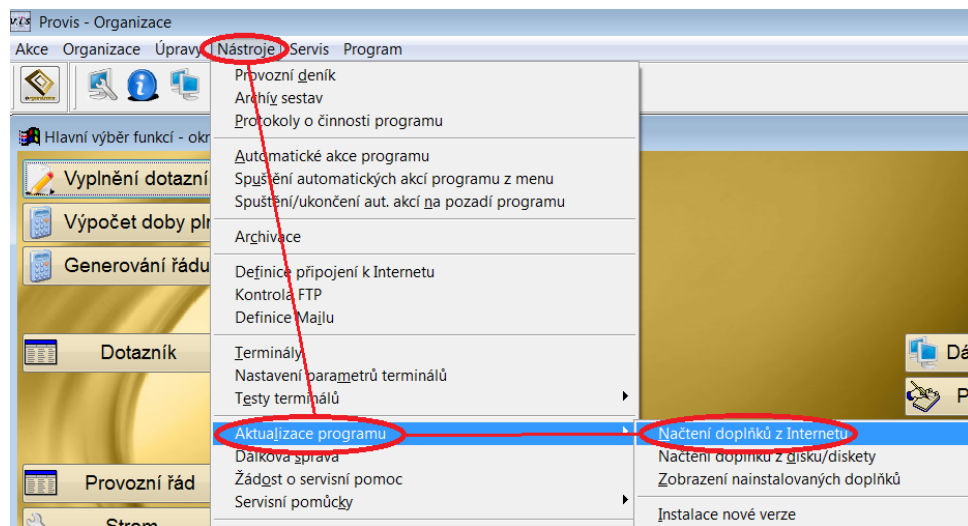 Provis - Organizace
Akce Organizace Úpravy Nástroje Servis Program
Provozní deník
Archív sestav
Protokoly o činnosti programu
Hlavní výběr funkcí - okr
Automatické akce programu
Vyplnění dotazní
Spuštění automatických akcí programu z menu
Spuštění/ukončení aut. akcí na pozadí programu
Výpočet doby plr
Archivace
Generování řádu
Definice připojení k Internetu
Kontrola FTP
Definice Mailu
Terminály
Dotazník
Dá
Nastavení parametrů terminálů
Testy terminálů
P
Aktualizace programu
Načtení doplňků z Internetu
Dálková správa
Načtení doplňků z disku/diskety
Žádost o servisní pomoc
Zobrazení nainstalovaných doplňků
Provozní řád
Servisní pomůcky
Instalace nové verze
Strom